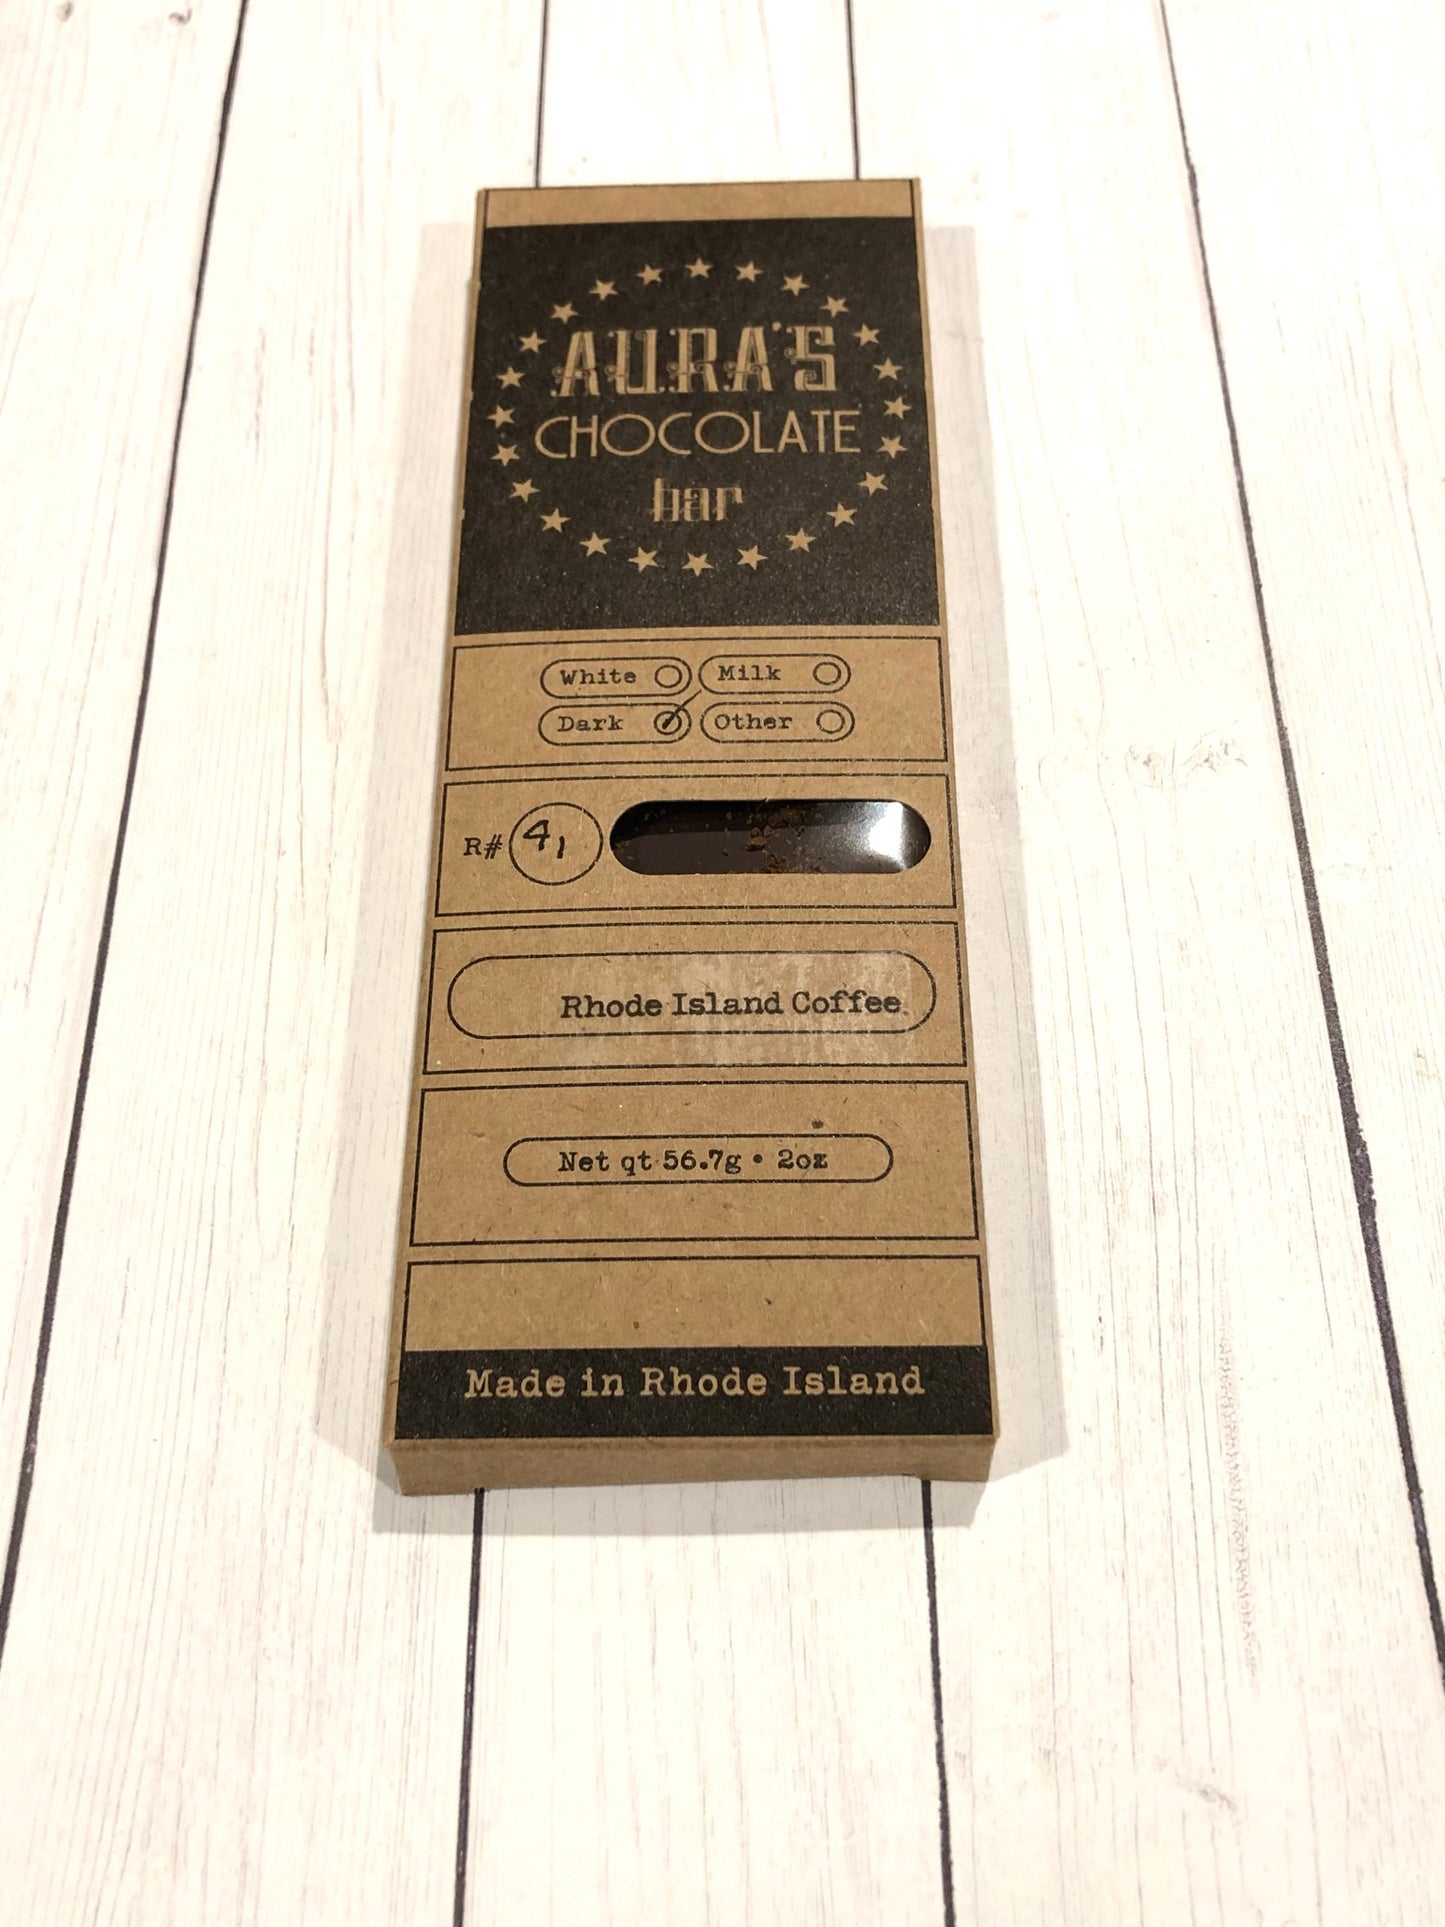 AURA'S
CHOCOLATE
bar
White Milk
Dark Other
R# 41
Rhode Island Coffee
Net qt 56.7g • 2oz
Made in Rhode Island